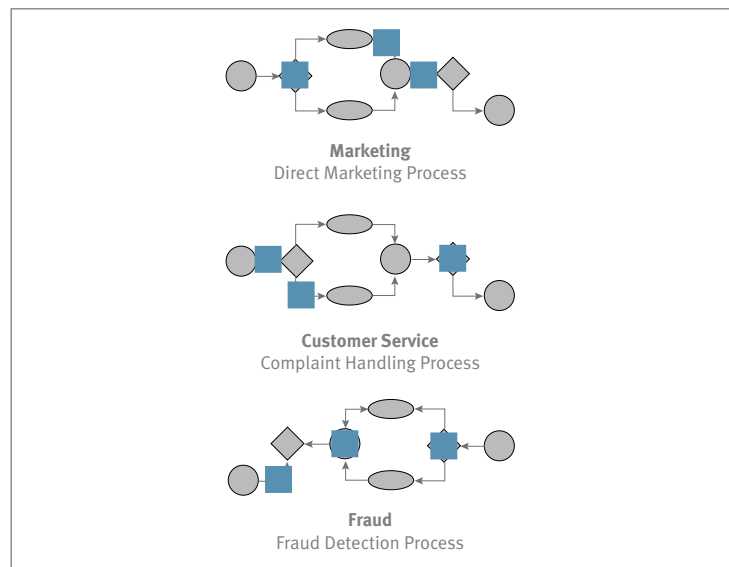 Marketing
Direct Marketing Process
Customer Service
Complaint Handling Process
Fraud
Fraud Detection Process